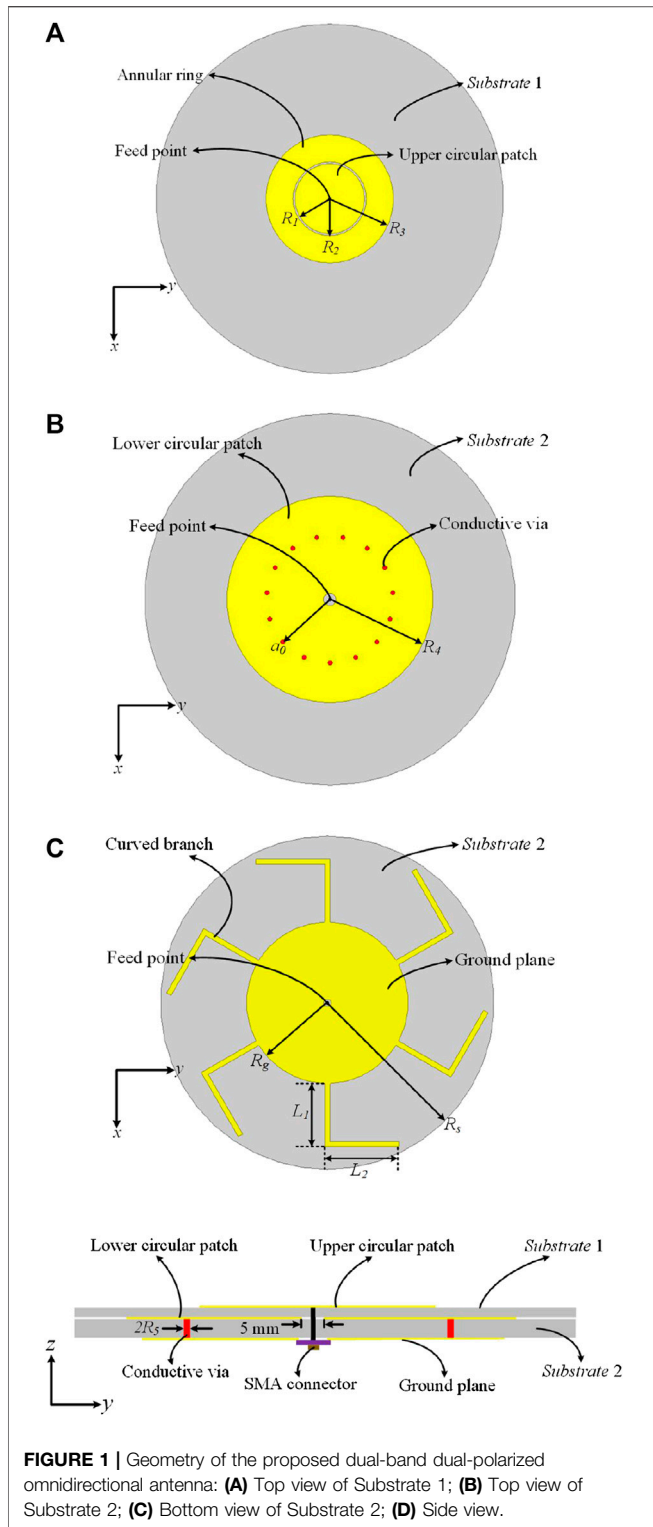 A
Annular ring
Substrate 1
Feed point
Upper circular patch
R1
R2
R3
y
x
B
Lower circular patch
Substrate 2
Feed point
Conductive via
a0
R4
y
x
C
Curved branch
Substrate 2
Feed point
Ground plane
Rg
y
L1
Rs
x
L2
Lower circular patch
Upper circular patch
Substrate 1
2R5
5 mm
z
Conductive via
SMA connector
Ground plane
Substrate 2
y
FIGURE 1 | Geometry of the proposed dual-band dual-polarized
omnidirectional antenna: (A) Top view of Substrate 1; (B) Top view of
Substrate 2; (C) Bottom view of Substrate 2; (D) Side view.